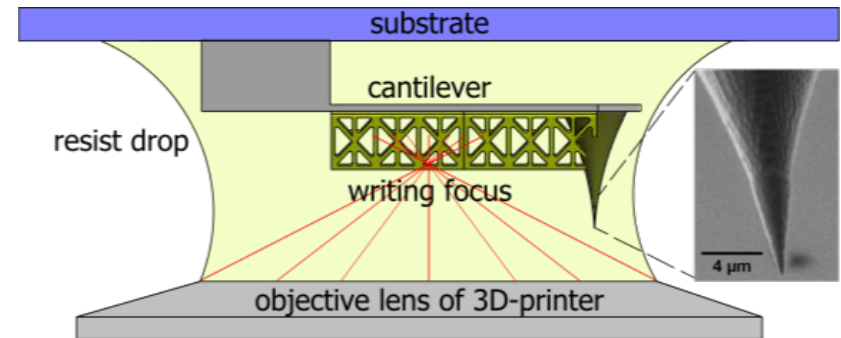 substrate
cantilever
resist drop
writing focus
4 µm
objective lens of 3D-printer